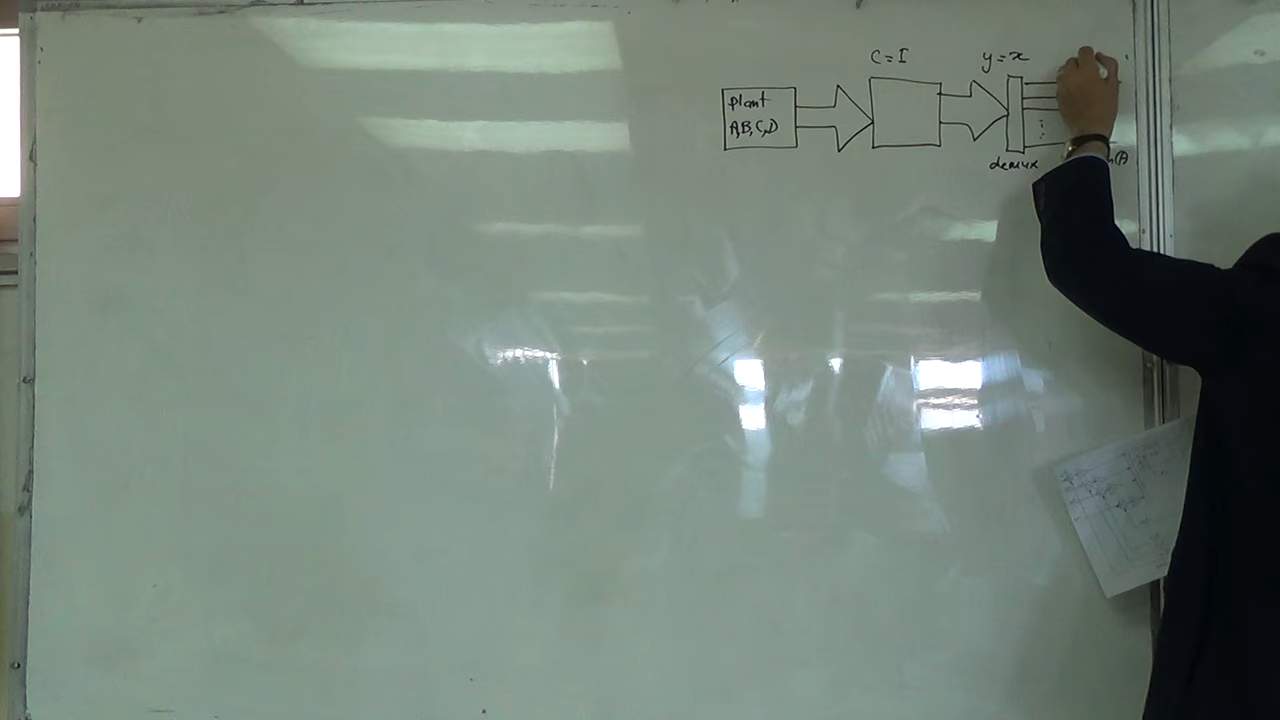 C=I
y=x
plant
A,B,C,D
demux